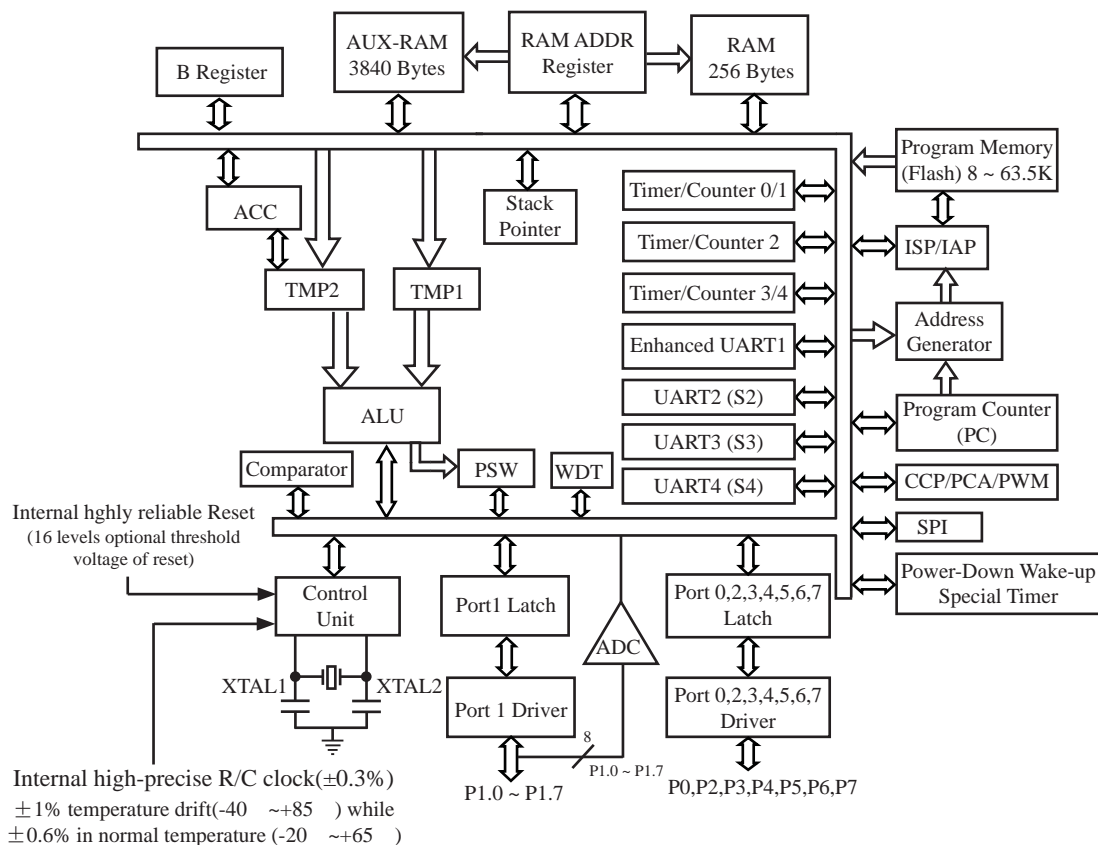 AUX-RAM
3840 Bytes
RAM ADDR
Register
RAM
256 Bytes
B Register
Program Memory
(Flash) 8 ~ 63.5K
ACC
Stack
Pointer
Timer/Counter 0/1
Timer/Counter 2
ISP/IAP
TMP2
TMP1
Timer/Counter 3/4
Address
Generator
Enhanced UART1
ALU
UART2 (S2)
Program Counter
(PC)
UART3 (S3)
Comparator
PSW
WDT
UART4 (S4)
CCP/PCA/PWM
Internal hghly reliable Reset
(16 levels optional threshold
voltage of reset)
SPI
Control
Unit
Port1 Latch
ADC
Port 0,2,3,4,5,6,7
Latch
Power-Down Wake-up
Special Timer
XTAL1
XTAL2
Port 1 Driver
Port 0,2,3,4,5,6,7
Driver
8
P1.0 ~ P1.7
P1.0 ~ P1.7
P0,P2,P3,P4,P5,P6,P7
Internal high-precise R/C clock(±0.3%)
±1% temperature drift(-40 ~+85 ) while
±0.6% in normal temperature (-20 ~+65 )